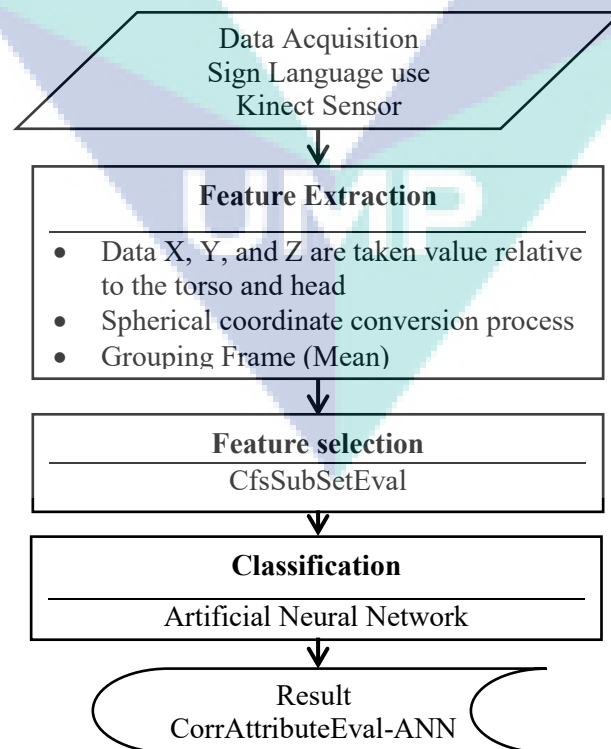 Data Acquisition
Sign Language use
Kinect Sensor
UMP
Feature Extraction
• Data X, Y, and Z are taken value relative
to the torso and head
• Spherical coordinate conversion process
• Grouping Frame (Mean)
Feature selection
CfsSubSetEval
Classification
Artificial Neural Network
Result
CorrAttributeEval-ANN